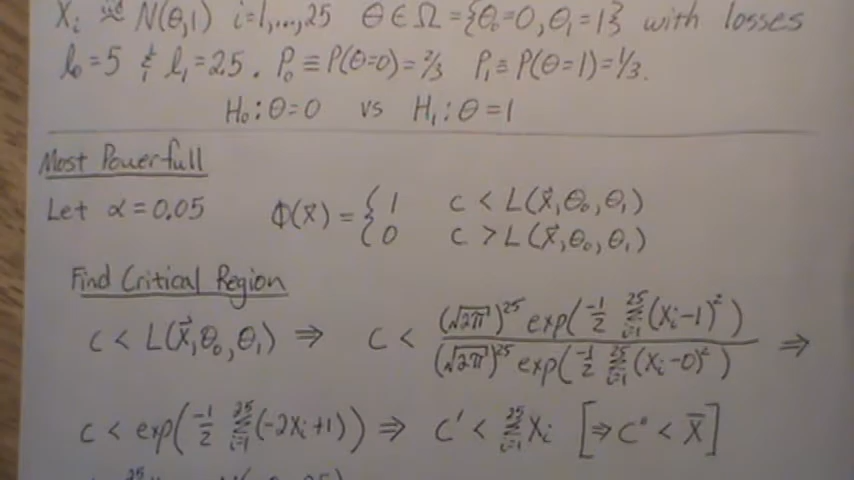 Xᵢ iid~ N(θ,1) i=1,...,25 θ∈Ω={θ₀=0,θ₁=1} with losses
l₀=5 & l₁=2.5. P₀≡P(θ=0)=2/3 P₁≡P(θ=1)=1/3.
H₀:θ=0 vs H₁:θ=1
Most Powerfull
Let α=0.05 Φ(x⃗)={1 c<L(x⃗,θ₀,θ₁)
0 c>L(x⃗,θ₀,θ₁)
Find Critical Region
c<L(x⃗,θ₀,θ₁) ⇒ c< (√2π)²⁵ exp(-1/2 Σᵢ₌₁²⁵(xᵢ-1)²) / (√2π)²⁵ exp(-1/2 Σᵢ₌₁²⁵(xᵢ-0)²) ⇒
c<exp(-1/2 Σᵢ₌₁²⁵(-2xᵢ+1)) ⇒ c'<Σᵢ₌₁²⁵Xᵢ [⇒c"<X̄]